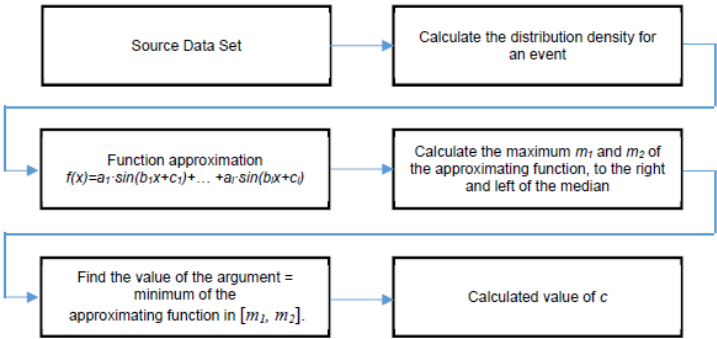 Source Data Set
Calculate the distribution density for
an event
Function approximation
f(x)=a₁·sin(b₁x+c₁)+… +aₗ·sin(bₗx+cₗ)
Calculate the maximum m₁ and m₂ of
the approximating function, to the right
and left of the median
Find the value of the argument =
minimum of the
approximating function in [m₁, m₂].
Calculated value of c